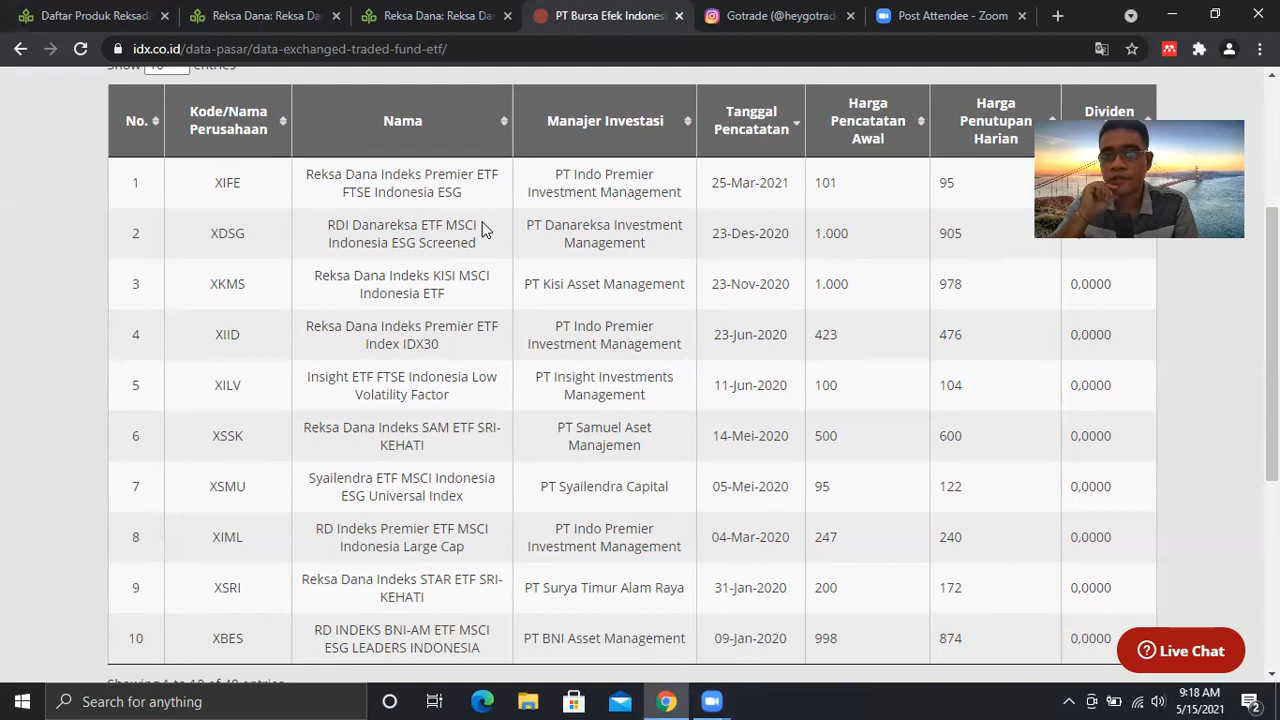 Daftar Produk Reksada
Reksa Dana: Reksa Da
Reksa Dana: Reksa Da
PT Bursa Efek Indones
Gotrade (@heygotrade
Post Attendee - Zoom
idx.co.id/data-pasar/data-exchanged-traded-fund-etf/
Show 10 entries
No.
Kode/Nama
Perusahaan
Nama
Manajer Investasi
Tanggal
Pencatatan
Harga
Pencatatan
Awal
Harga
Penutupan
Harian
Dividen
1
XIFE
Reksa Dana Indeks Premier ETF
FTSE Indonesia ESG
PT Indo Premier
Investment Management
25-Mar-2021
101
95
2
XDSG
RDI Danareksa ETF MSCI
Indonesia ESG Screened
PT Danareksa Investment
Management
23-Des-2020
1.000
905
3
XKMS
Reksa Dana Indeks KISI MSCI
Indonesia ETF
PT Kisi Asset Management
23-Nov-2020
1.000
978
0,0000
4
XIID
Reksa Dana Indeks Premier ETF
Index IDX30
PT Indo Premier
Investment Management
23-Jun-2020
423
476
0,0000
5
XILV
Insight ETF FTSE Indonesia Low
Volatility Factor
PT Insight Investments
Management
11-Jun-2020
100
104
0,0000
6
XSSK
Reksa Dana Indeks SAM ETF SRI-
KEHATI
PT Samuel Aset
Manajemen
14-Mei-2020
500
600
0,0000
7
XSMU
Syailendra ETF MSCI Indonesia
ESG Universal Index
PT Syailendra Capital
05-Mei-2020
95
122
0,0000
8
XIML
RD Indeks Premier ETF MSCI
Indonesia Large Cap
PT Indo Premier
Investment Management
04-Mar-2020
247
240
0,0000
9
XSRI
Reksa Dana Indeks STAR ETF SRI-
KEHATI
PT Surya Timur Alam Raya
31-Jan-2020
200
172
0,0000
10
XBES
RD INDEKS BNI-AM ETF MSCI
ESG LEADERS INDONESIA
PT BNI Asset Management
09-Jan-2020
998
874
0,0000
Live Chat
Search for anything
9:18 AM
5/15/2021
2